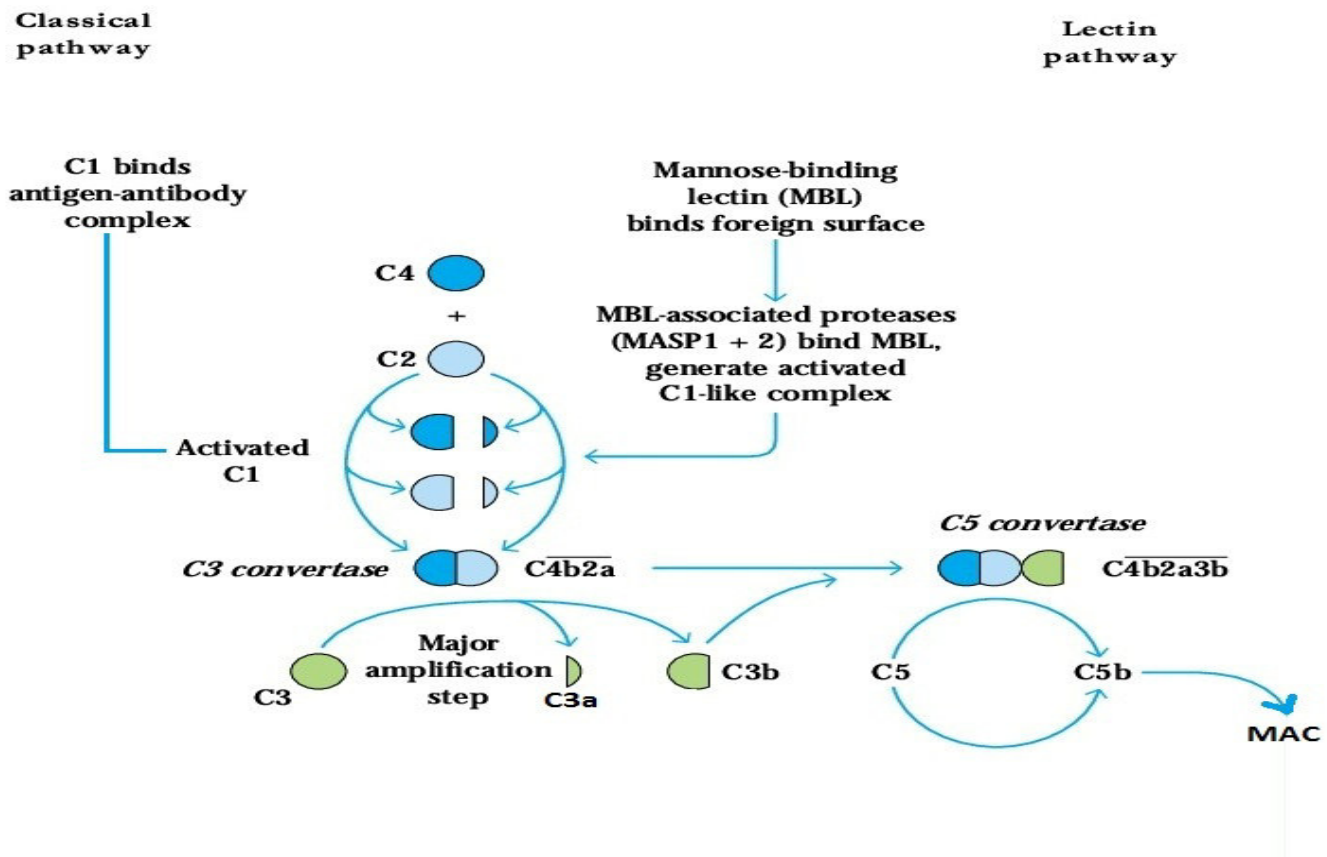 Classical
pathway
Lectin
pathway
C1 binds
antigen-antibody
complex
Mannose-binding
lectin (MBL)
binds foreign surface
C4
+
C2
MBL-associated proteases
(MASP1 + 2) bind MBL,
generate activated
C1-like complex
Activated
C1
C3 convertase
C4b2a
C5 convertase
C4b2a3b
C3
Major
amplification
step
C3a
C3b
C5
C5b
MAC